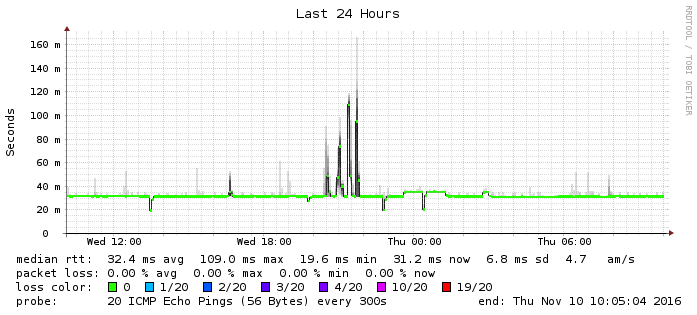 Last 24 Hours
RRDTOOL / TOBI OETIKER
Seconds
160 m
140 m
120 m
100 m
80 m
60 m
40 m
20 m
0
Wed 12:00 Wed 18:00 Thu 00:00 Thu 06:00
median rtt: 32.4 ms avg 109.0 ms max 19.6 ms min 31.2 ms now 6.8 ms sd 4.7 am/s
packet loss: 0.00 % avg 0.00 % max 0.00 % min 0.00 % now
loss color: 0 1/20 2/20 3/20 4/20 10/20 19/20
probe: 20 ICMP Echo Pings (56 Bytes) every 300s end: Thu Nov 10 10:05:04 2016